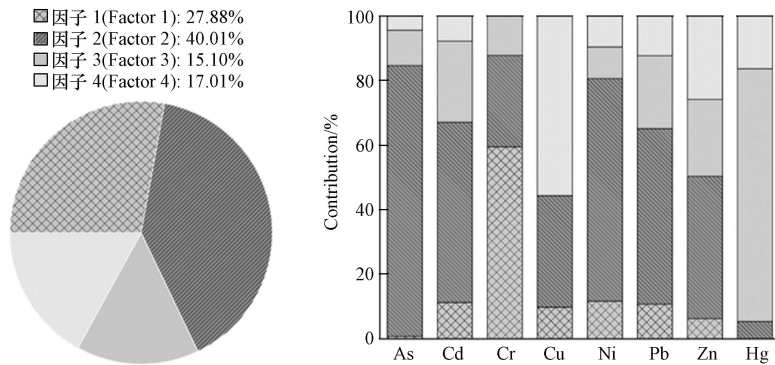 因子 1(Factor 1): 27.88%
因子 2(Factor 2): 40.01%
因子 3(Factor 3): 15.10%
因子 4(Factor 4): 17.01%
Contribution/%
100
80
60
40
20
0
As Cd Cr Cu Ni Pb Zn Hg